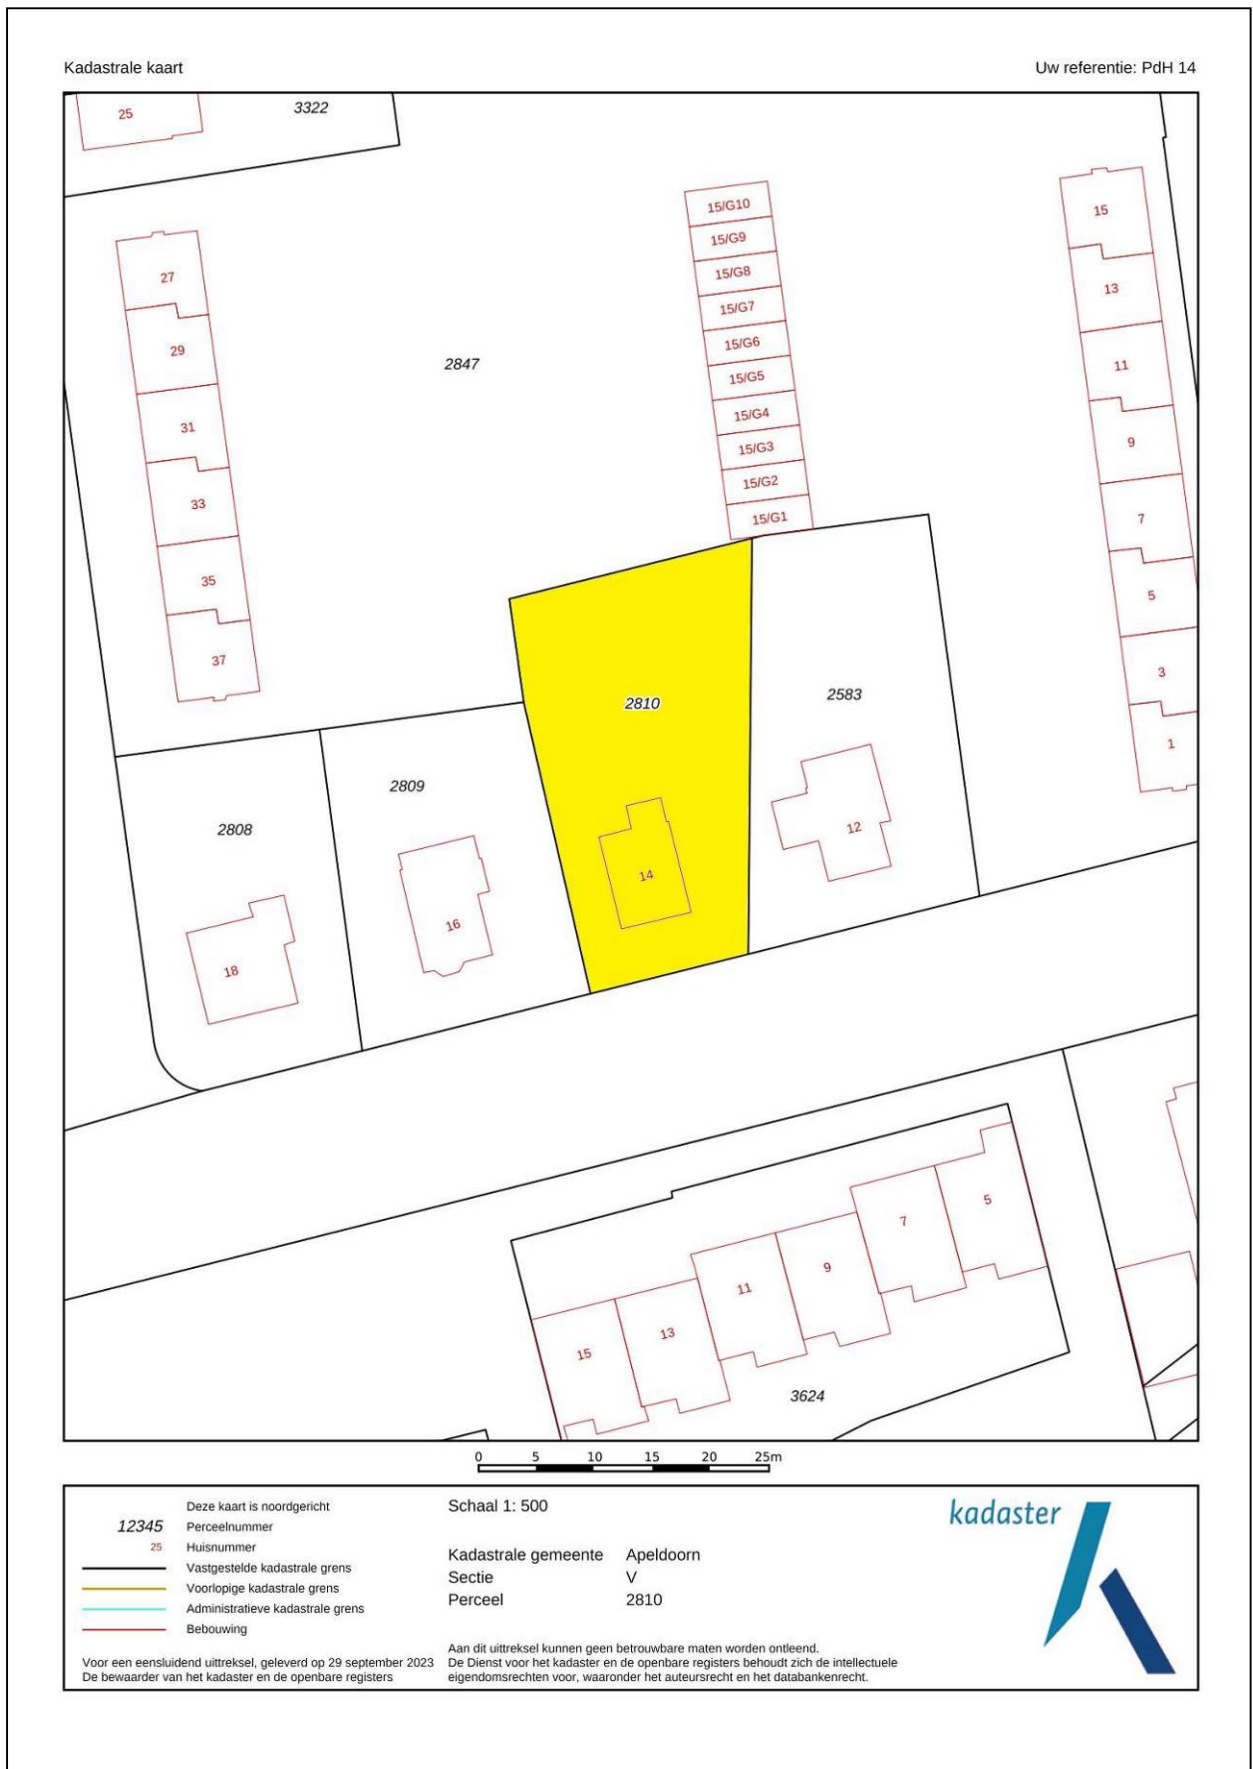 Kadastrale kaart
Uw referentie: PdH 14
25
3322
15/G10
15/G9
15/G8
15/G7
15/G6
15/G5
15/G4
15/G3
15/G2
15/G1
15
13
11
9
7
5
3
1
27
29
31
33
35
37
2847
2810
2583
2809
2808
12
14
16
18
5
7
9
11
13
15
3624
0 5 10 15 20 25m
Deze kaart is noordgericht
12345 Perceelnummer
25 Huisnummer
Vastgestelde kadastrale grens
Voorlopige kadastrale grens
Administratieve kadastrale grens
Bebouwing
Voor een eensluidend uittreksel, geleverd op 29 september 2023
De bewaarder van het kadaster en de openbare registers
Schaal 1: 500
Kadastrale gemeente Apeldoorn
Sectie V
Perceel 2810
Aan dit uittreksel kunnen geen betrouwbare maten worden ontleend.
De Dienst voor het kadaster en de openbare registers behoudt zich de intellectuele
eigendomsrechten voor, waaronder het auteursrecht en het databankenrecht.
kadaster